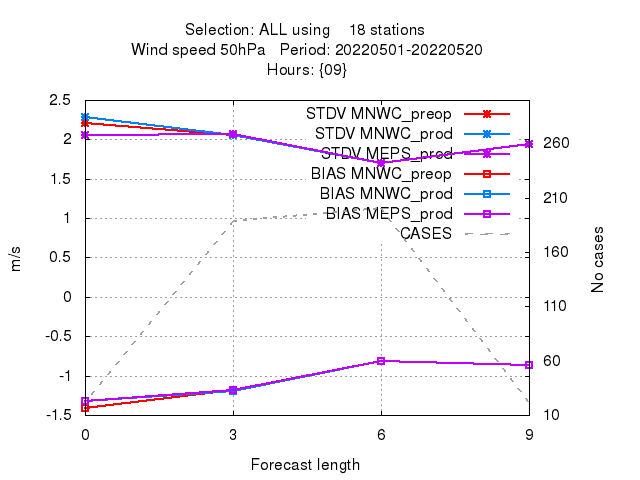 Selection: ALL using 18 stations
Wind speed 50hPa Period: 20220501-20220520
Hours: {09}
STDV MNWC_preop
STDV MNWC_prod
STDV MEPS_prod
BIAS MNWC_preop
BIAS MNWC_prod
BIAS MEPS_prod
CASES
2.5
2
1.5
1
0.5
0
-0.5
-1
-1.5
m/s
260
210
160
110
60
10
No cases
0 3 6 9
Forecast length